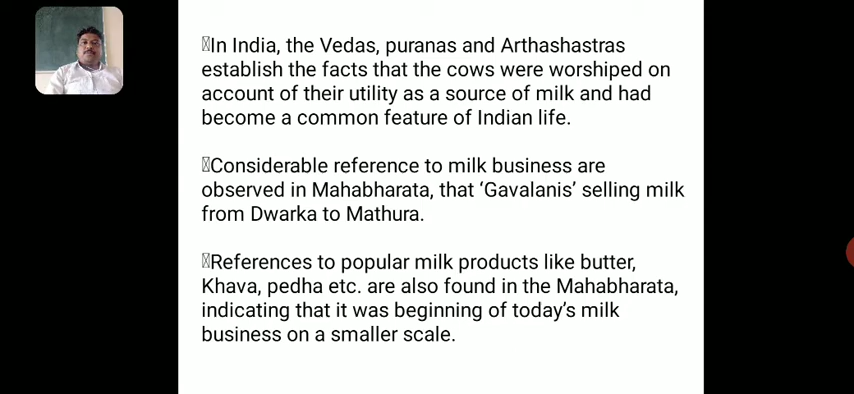 In India, the Vedas, puranas and Arthashastras
establish the facts that the cows were worshiped on
account of their utility as a source of milk and had
become a common feature of Indian life.
Considerable reference to milk business are
observed in Mahabharata, that ‘Gavalanis’ selling milk
from Dwarka to Mathura.
References to popular milk products like butter,
Khava, pedha etc. are also found in the Mahabharata,
indicating that it was beginning of today’s milk
business on a smaller scale.